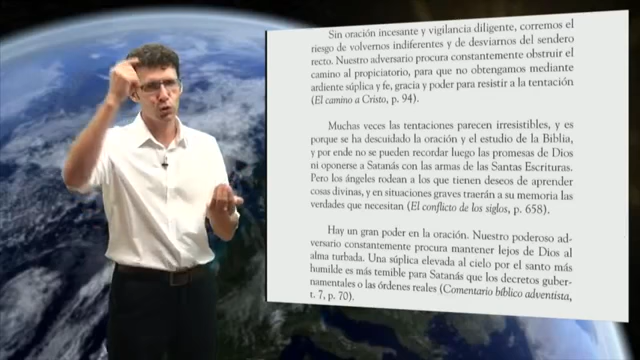 Sin oración incesante y vigilancia diligente, corremos el
riesgo de volvernos indiferentes y de desviarnos del sendero
recto. Nuestro adversario procura constantemente obstruir el
camino al propiciatorio, para que no obtengamos mediante
ardiente súplica y fe, gracia y poder para resistir a la tentación
(El camino a Cristo, p. 94).
Muchas veces las tentaciones parecen irresistibles, y es
porque se ha descuidado la oración y el estudio de la Biblia,
y por ende no se pueden recordar luego las promesas de Dios
ni oponerse a Satanás con las armas de las Santas Escrituras.
Pero los ángeles rodean a los que tienen deseos de aprender
cosas divinas, y en situaciones graves traerán a su memoria las
verdades que necesitan (El conflicto de los siglos, p. 658).
Hay un gran poder en la oración. Nuestro poderoso ad-
versario constantemente procura mantener lejos de Dios al
alma turbada. Una súplica elevada al cielo por el santo más
humilde es más temible para Satanás que los decretos guber-
namentales o las órdenes reales (Comentario bíblico adventista,
t. 7, p. 70).